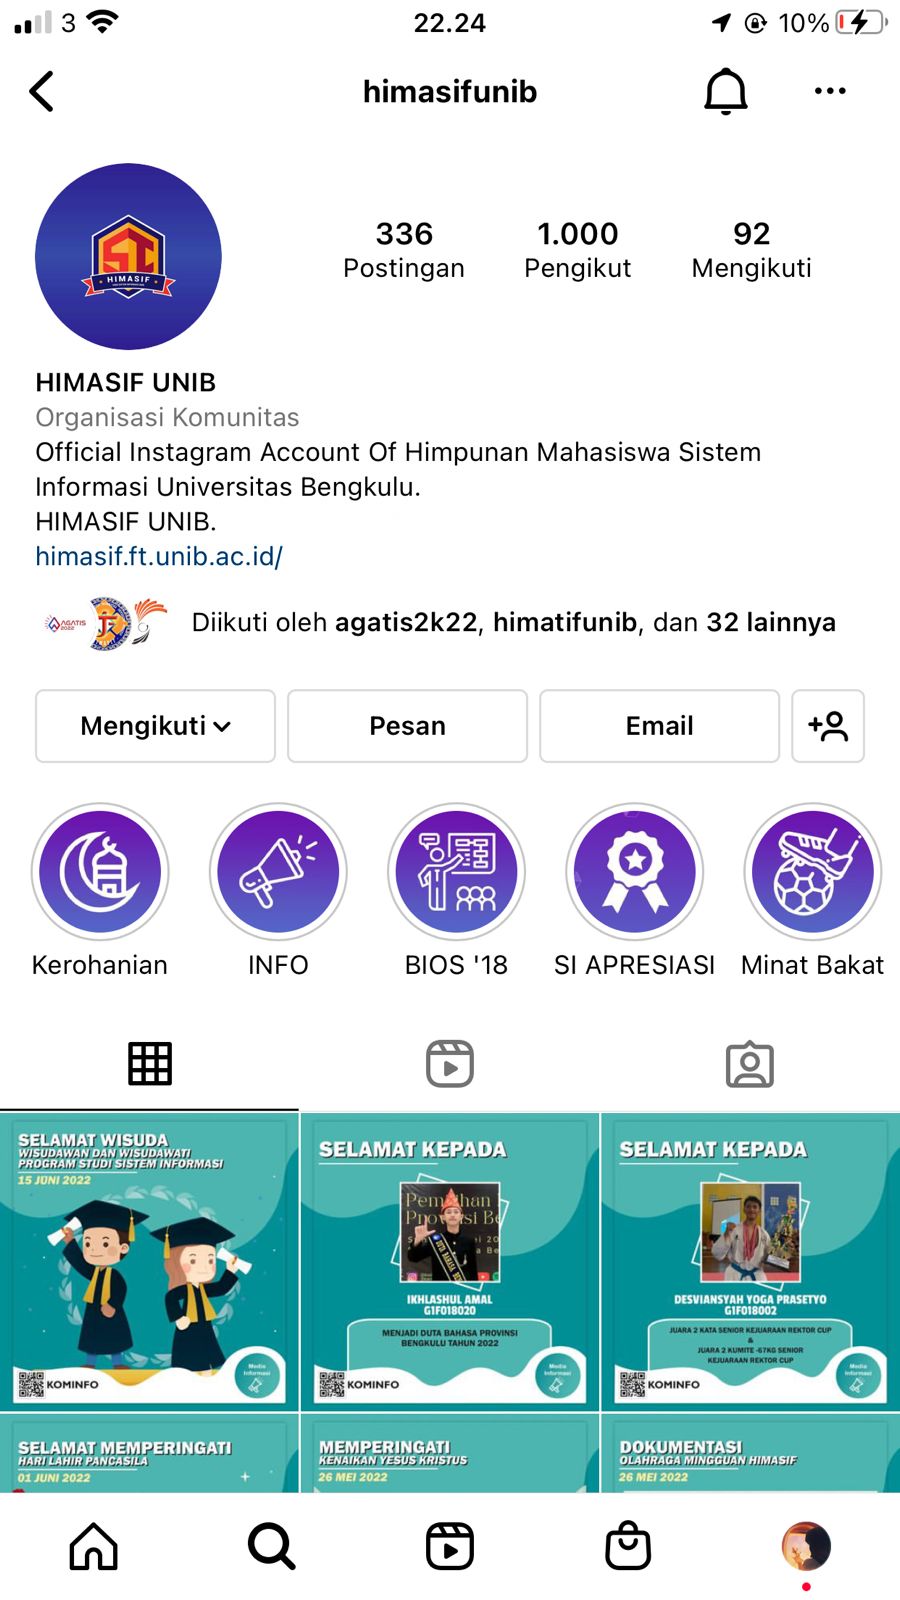 3
22.24
10%
himasifunib
336
1.000
92
Postingan
Pengikut
Mengikuti
SI
HIMASIF
HIMASIF UNIB
Organisasi Komunitas
Official Instagram Account Of Himpunan Mahasiswa Sistem
Informasi Universitas Bengkulu.
HIMASIF UNIB.
himasif.ft.unib.ac.id/
AGATIS
2022
Diikuti oleh agatis2k22, himatifunib, dan 32 lainnya
Mengikuti
Pesan
Email
Kerohanian
INFO
BIOS '18
SI APRESIASI
Minat Bakat
SELAMAT WISUDA
WISUDAWAN DAN WISUDAWATI
PROGRAM STUDI SISTEM INFORMASI
15 JUNI 2022
KOMINFO
Media
Informasi
SELAMAT KEPADA
IKHLASHUL AMAL
G1F018020
MENJADI DUTA BAHASA PROVINSI
BENGKULU TAHUN 2022
KOMINFO
Media
Informasi
SELAMAT KEPADA
DESVIANSYAH YOGA PRASETYO
G1F018002
JUARA 2 KATA SENIOR KEJUARAAN REKTOR CUP
&
JUARA 2 KUMITE -67KG SENIOR
KEJUARAAN REKTOR CUP
KOMINFO
Media
Informasi
SELAMAT MEMPERINGATI
HARI LAHIR PANCASILA
01 JUNI 2022
MEMPERINGATI
KENAIKAN YESUS KRISTUS
26 MEI 2022
DOKUMENTASI
OLAHRAGA MINGGUAN HIMASIF
26 MEI 2022